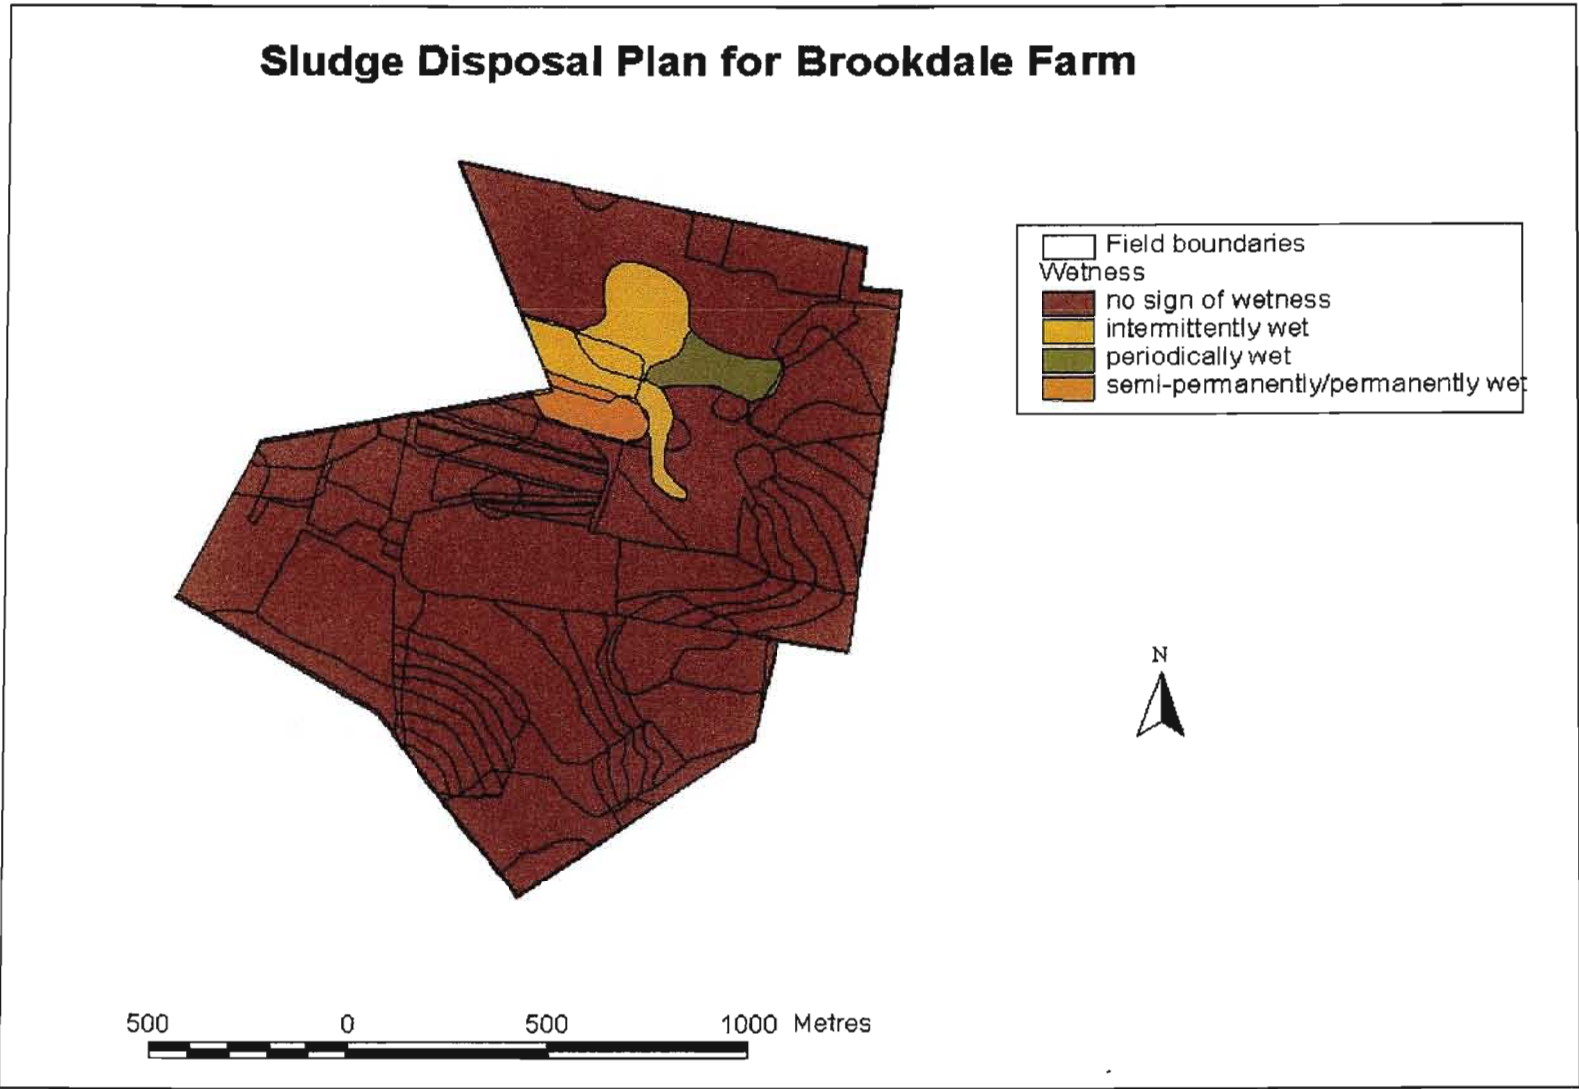 Sludge Disposal Plan for Brookdale Farm
Field boundaries
Wetness
no sign of wetness
intermittently wet
periodically wet
semi-permanently/permanently wet
N
500 0 500 1000 Metres